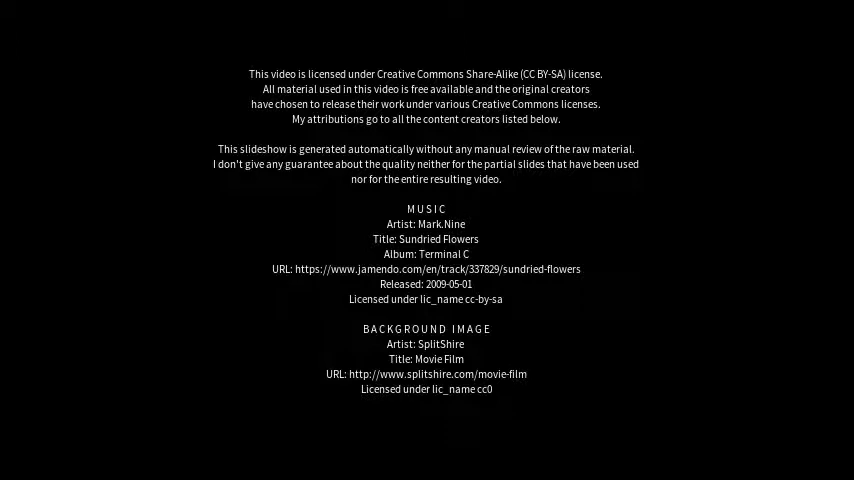 This video is licensed under Creative Commons Share-Alike (CC BY-SA) license.
All material used in this video is free available and the original creators
have chosen to release their work under various Creative Commons licenses.
My attributions go to all the content creators listed below.
This slideshow is generated automatically without any manual review of the raw material.
I don't give any guarantee about the quality neither for the partial slides that have been used
nor for the entire resulting video.
MUSIC
Artist: Mark.Nine
Title: Sundried Flowers
Album: Terminal C
URL: https://www.jamendo.com/en/track/337829/sundried-flowers
Released: 2009-05-01
Licensed under lic_name cc-by-sa
BACKGROUND IMAGE
Artist: SplitShire
Title: Movie Film
URL: http://www.splitshire.com/movie-film
Licensed under lic_name cc0